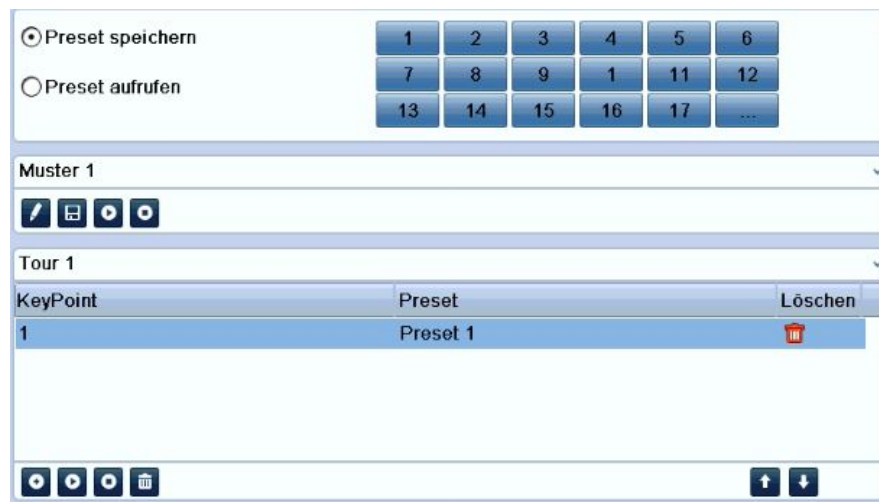 Preset speichern
1 2 3 4 5 6
Preset aufrufen
7 8 9 1 11 12
13 14 15 16 17 ...
Muster 1
Tour 1
KeyPoint Preset Löschen
1 Preset 1